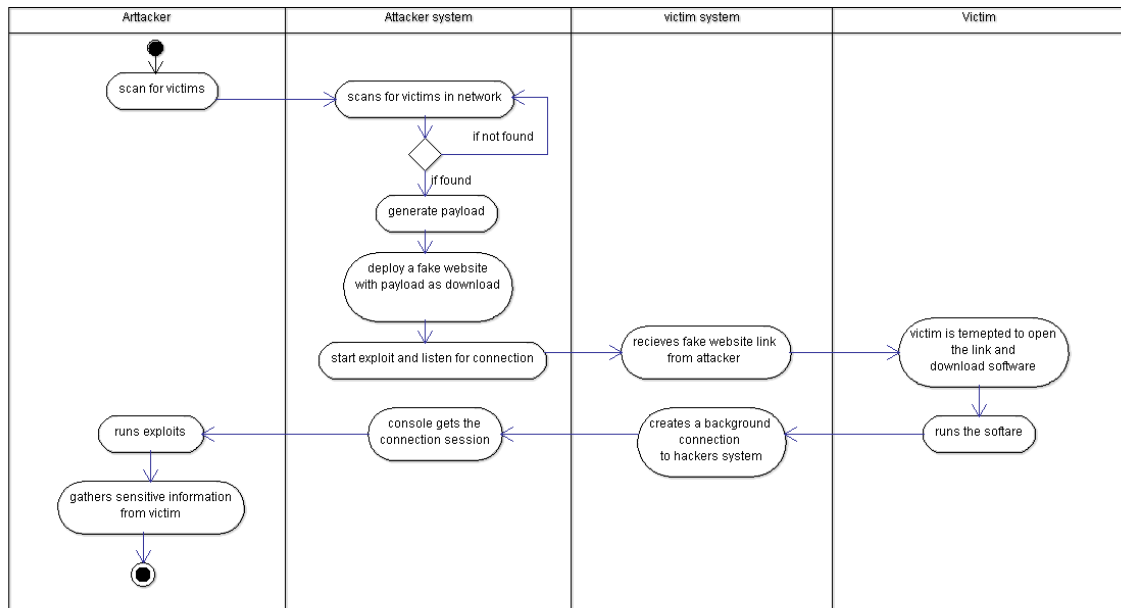 Arttacker
Attacker system
victim system
Victim
scan for victims
scans for victims in network
if not found
if found
generate payload
deploy a fake website
with payload as download
start exploit and listen for connection
recieves fake website link
from attacker
victim is temepted to open
the link and
download software
runs the softare
creates a background
connection
to hackers system
console gets the
connection session
runs exploits
gathers sensitive information
from victim